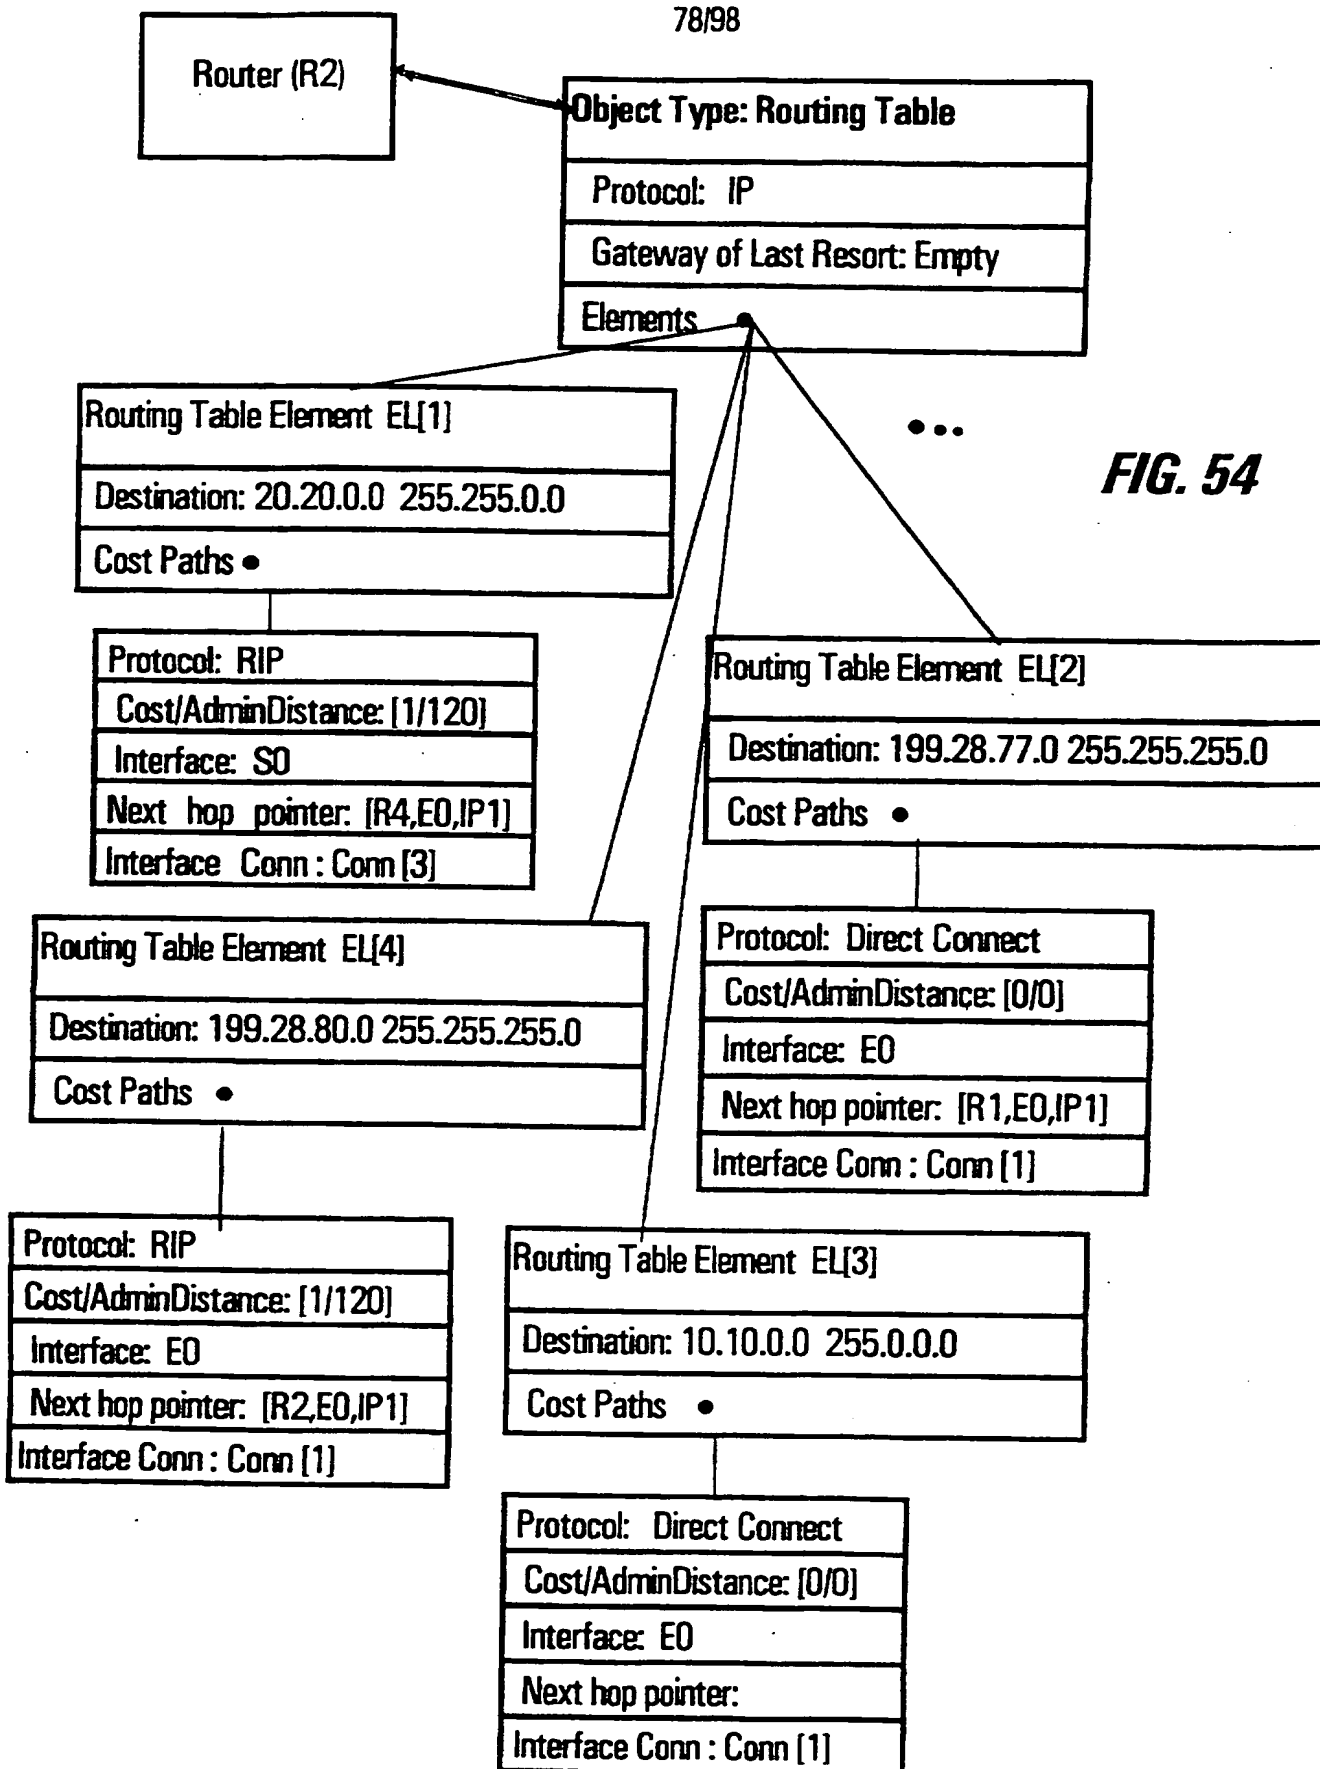 78/98
Router (R2)
Object Type: Routing Table
Protocol: IP
Gateway of Last Resort: Empty
Elements
Routing Table Element EL[1]
Destination: 20.20.0.0 255.255.0.0
Cost Paths
FIG. 54
Protocol: RIP
Cost/AdminDistance: [1/120]
Interface: S0
Next hop pointer: [R4,E0,IP1]
Interface Conn : Conn [3]
Routing Table Element EL[2]
Destination: 199.28.77.0 255.255.255.0
Cost Paths
Protocol: Direct Connect
Cost/AdminDistance: [0/0]
Interface: E0
Next hop pointer: [R1,E0,IP1]
Interface Conn : Conn [1]
Routing Table Element EL[4]
Destination: 199.28.80.0 255.255.255.0
Cost Paths
Protocol: RIP
Cost/AdminDistance: [1/120]
Interface: E0
Next hop pointer: [R2,E0,IP1]
Interface Conn : Conn [1]
Routing Table Element EL[3]
Destination: 10.10.0.0 255.0.0.0
Cost Paths
Protocol: Direct Connect
Cost/AdminDistance: [0/0]
Interface: E0
Next hop pointer:
Interface Conn : Conn [1]